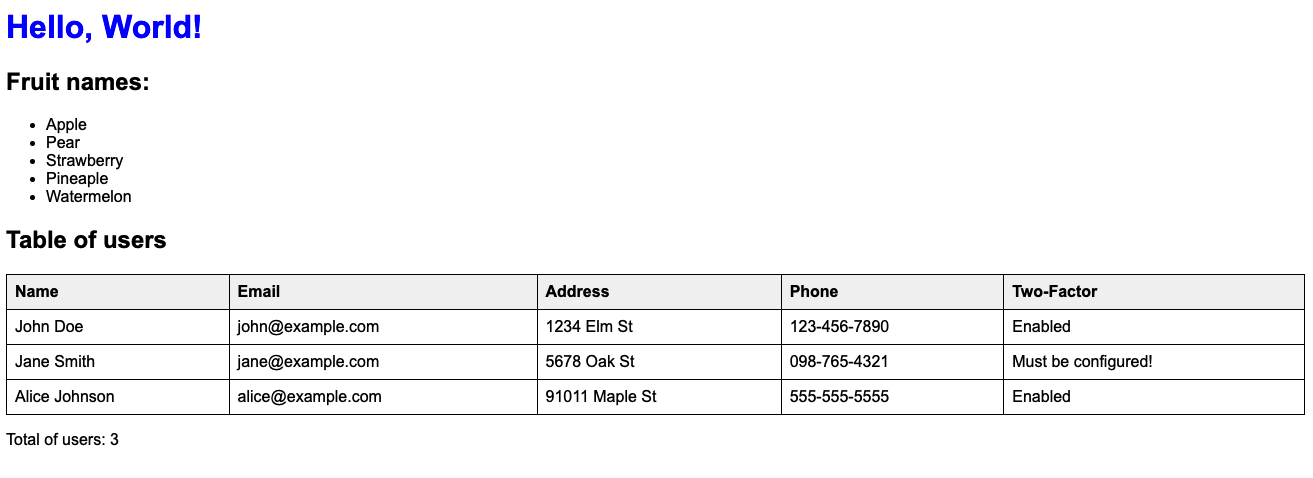 Hello, World!
Fruit names:
• Apple
• Pear
• Strawberry
• Pineaple
• Watermelon
Table of users
Name Email Address Phone Two-Factor
John Doe john@example.com 1234 Elm St 123-456-7890 Enabled
Jane Smith jane@example.com 5678 Oak St 098-765-4321 Must be configured!
Alice Johnson alice@example.com 91011 Maple St 555-555-5555 Enabled
Total of users: 3